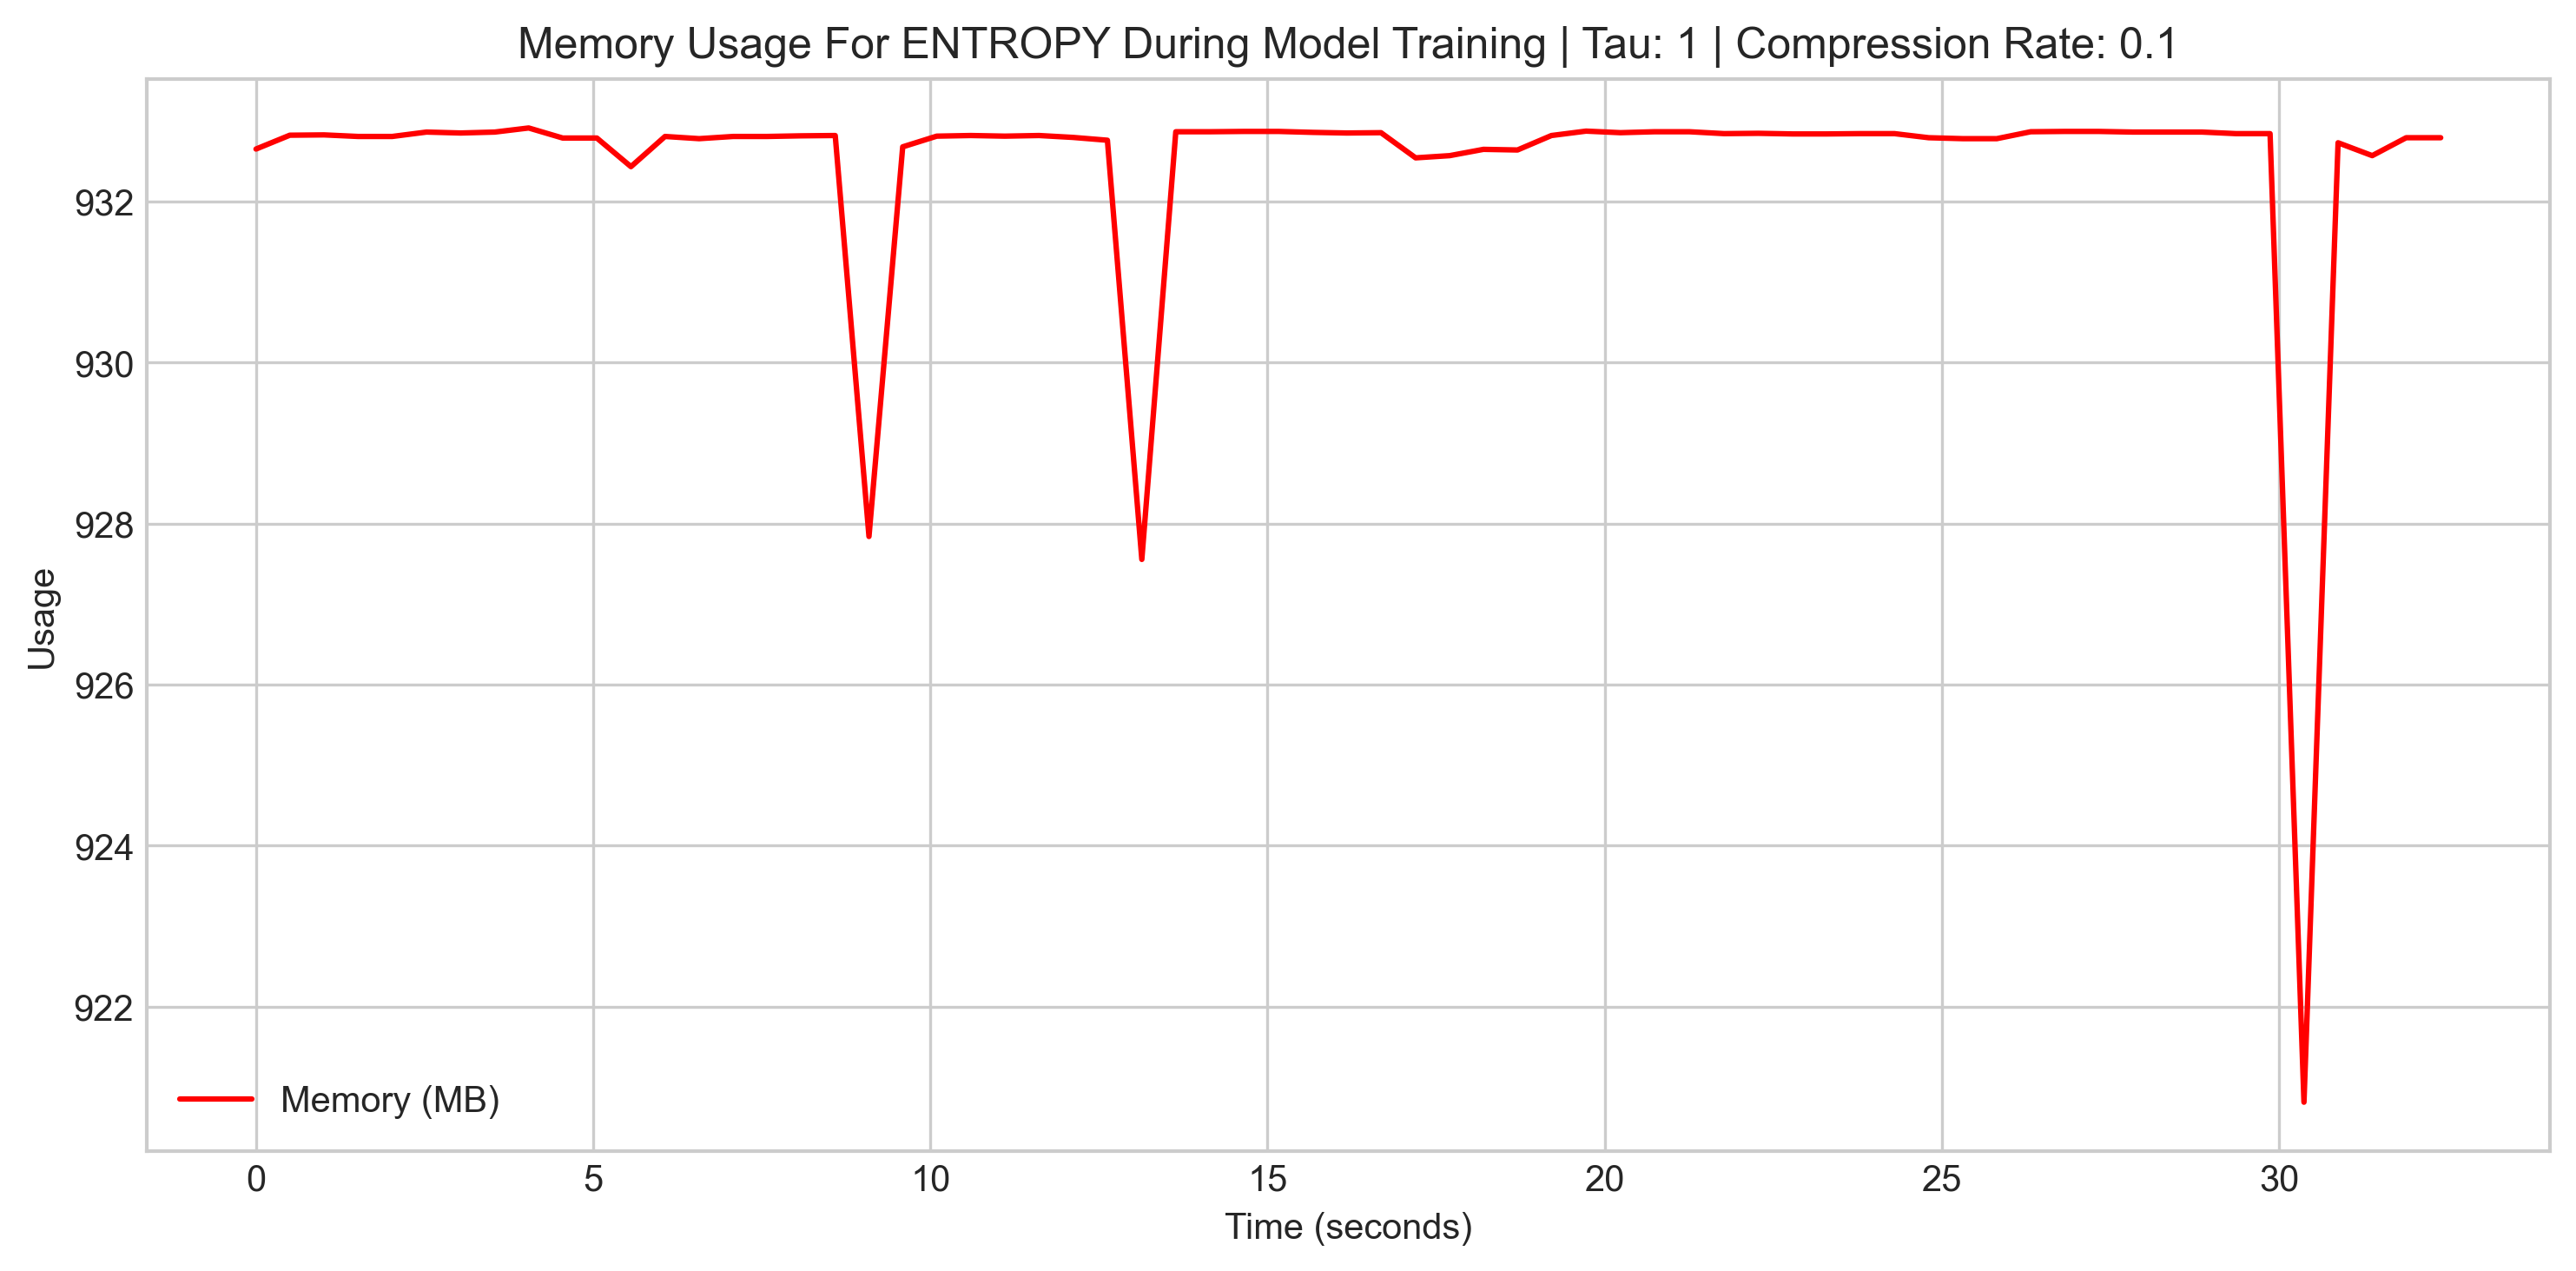 Memory Usage For ENTROPY During Model Training | Tau: 1 | Compression Rate: 0.1
932
930
928
926
924
922
Usage
Memory (MB)
0 5 10 15 20 25 30
Time (seconds)